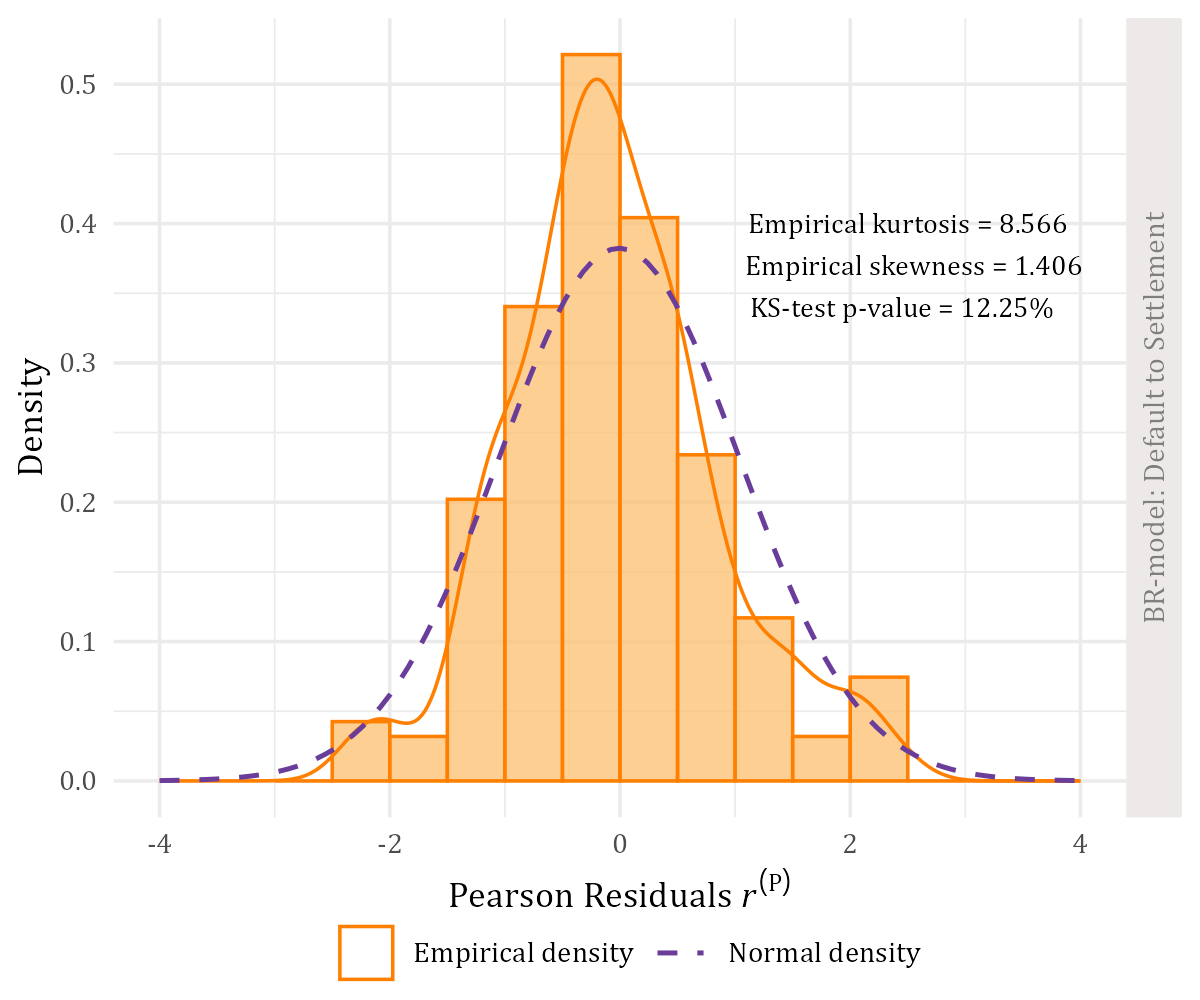 0.5
0.4
0.3
0.2
0.1
0.0
Density
Empirical kurtosis = 8.566
Empirical skewness = 1.406
KS-test p-value = 12.25%
BR-model: Default to Settlement
-4
-2
0
2
4
Pearson Residuals r^(P)
Empirical density
Normal density